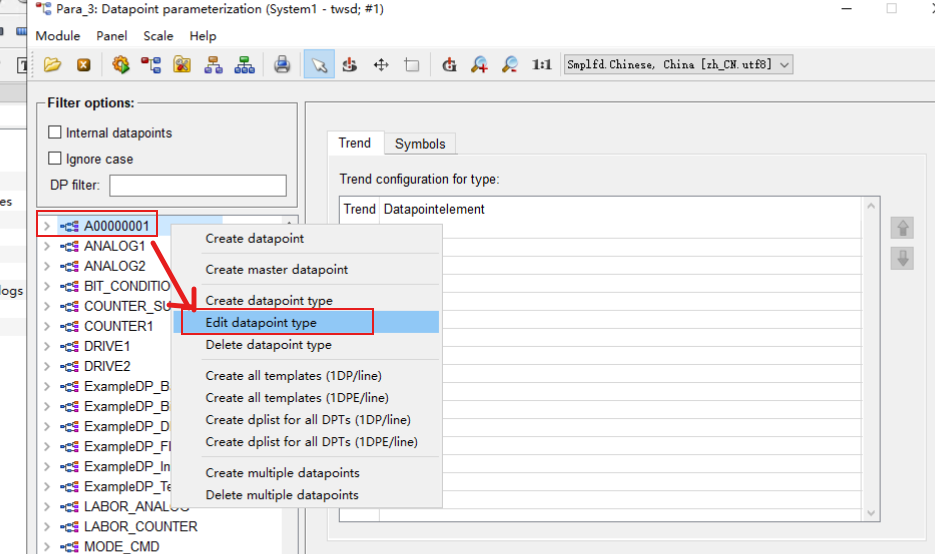 Para_3: Datapoint parameterization (System1 - twsd; #1)
Module Panel Scale Help
1:1 Smplfd.Chinese, China [zh_CN.utf8]
Filter options:
Internal datapoints
Ignore case
DP filter:
Trend Symbols
Trend configuration for type:
Trend Datapointelement
es
logs
A00000001
ANALOG1
ANALOG2
BIT_CONDITIO
COUNTER_SU
COUNTER1
DRIVE1
DRIVE2
ExampleDP_B
ExampleDP_B
ExampleDP_D
ExampleDP_Fl
ExampleDP_In
ExampleDP_Te
LABOR_ANALOG
LABOR_COUNTER
MODE_CMD
Create datapoint
Create master datapoint
Create datapoint type
Edit datapoint type
Delete datapoint type
Create all templates (1DP/line)
Create all templates (1DPE/line)
Create dplist for all DPTs (1DP/line)
Create dplist for all DPTs (1DPE/line)
Create multiple datapoints
Delete multiple datapoints